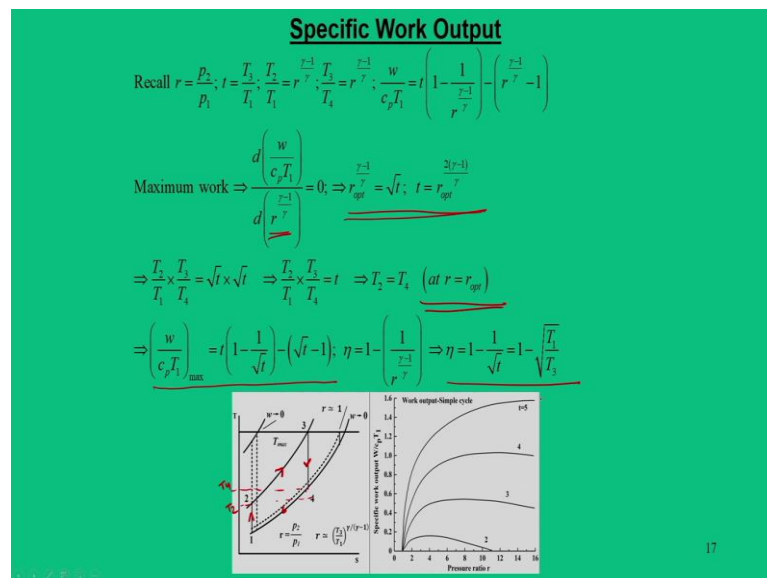 Specific Work Output
Recall r = p₂/p₁; t = T₃/T₁; T₂/T₁ = r^((γ-1)/γ); T₃/T₄ = r^((γ-1)/γ); w/(c_pT₁) = t(1 - 1/r^((γ-1)/γ)) - (r^((γ-1)/γ) - 1)
Maximum work ⇒ d(w/(c_pT₁))/d(r^((γ-1)/γ)) = 0; ⇒ r_opt^((γ-1)/γ) = √t; t = r_opt^(2(γ-1)/γ)
⇒ T₂/T₁ × T₃/T₄ = √t × √t ⇒ T₂/T₁ × T₃/T₄ = t ⇒ T₂ = T₄ (at r = r_opt)
⇒ (w/(c_pT₁))_max = t(1 - 1/√t) - (√t - 1); η = 1 - (1/r^((γ-1)/γ)) ⇒ η = 1 - 1/√t = 1 - √(T₁/T₃)
T
w→0
3
r ≃ 1
w→0
T_max
T₄
2
T₂
4
1
r = p₂/p₁
r ≃ (T₃/T₁)^(γ/(γ-1))
s
Work output-Simple cycle
t=5
4
3
2
Specific work output W/c_pT₁
1.6
1.4
1.2
1.0
0.8
0.6
0.4
0.2
0
0 2 4 6 8 10 12 14 16
Pressure ratio r
17